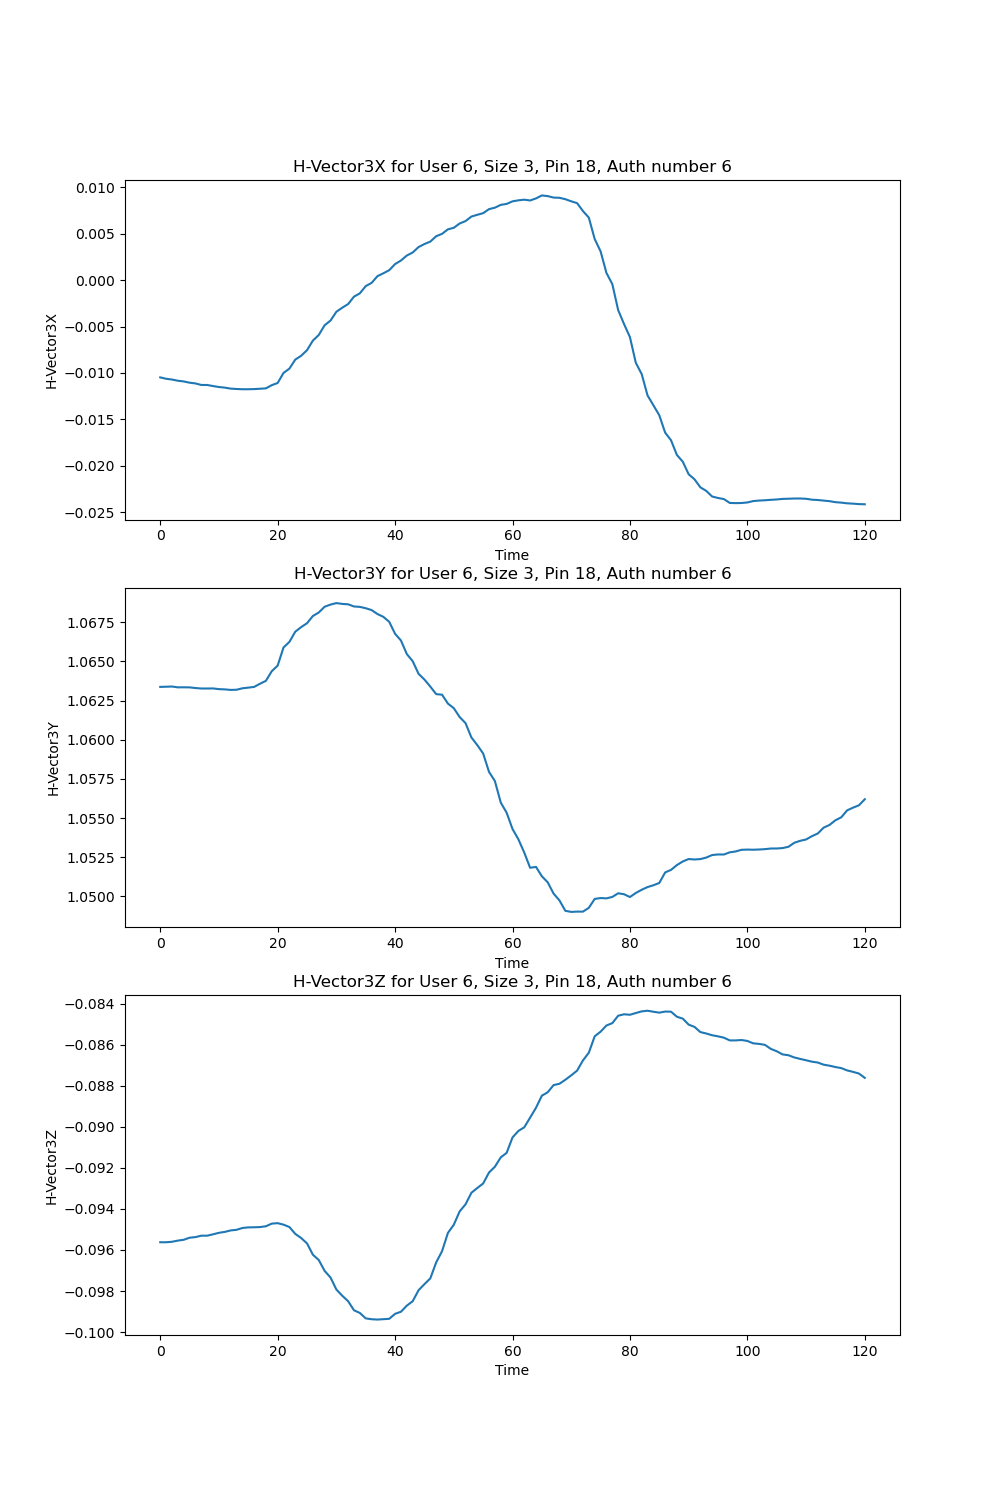 H-Vector3X for User 6, Size 3, Pin 18, Auth number 6
0.010
0.005
0.000
−0.005
−0.010
−0.015
−0.020
−0.025
H-Vector3X
0 20 40 60 80 100 120
Time
H-Vector3Y for User 6, Size 3, Pin 18, Auth number 6
1.0675
1.0650
1.0625
1.0600
1.0575
1.0550
1.0525
1.0500
H-Vector3Y
0 20 40 60 80 100 120
Time
H-Vector3Z for User 6, Size 3, Pin 18, Auth number 6
−0.084
−0.086
−0.088
−0.090
−0.092
−0.094
−0.096
−0.098
−0.100
H-Vector3Z
0 20 40 60 80 100 120
Time